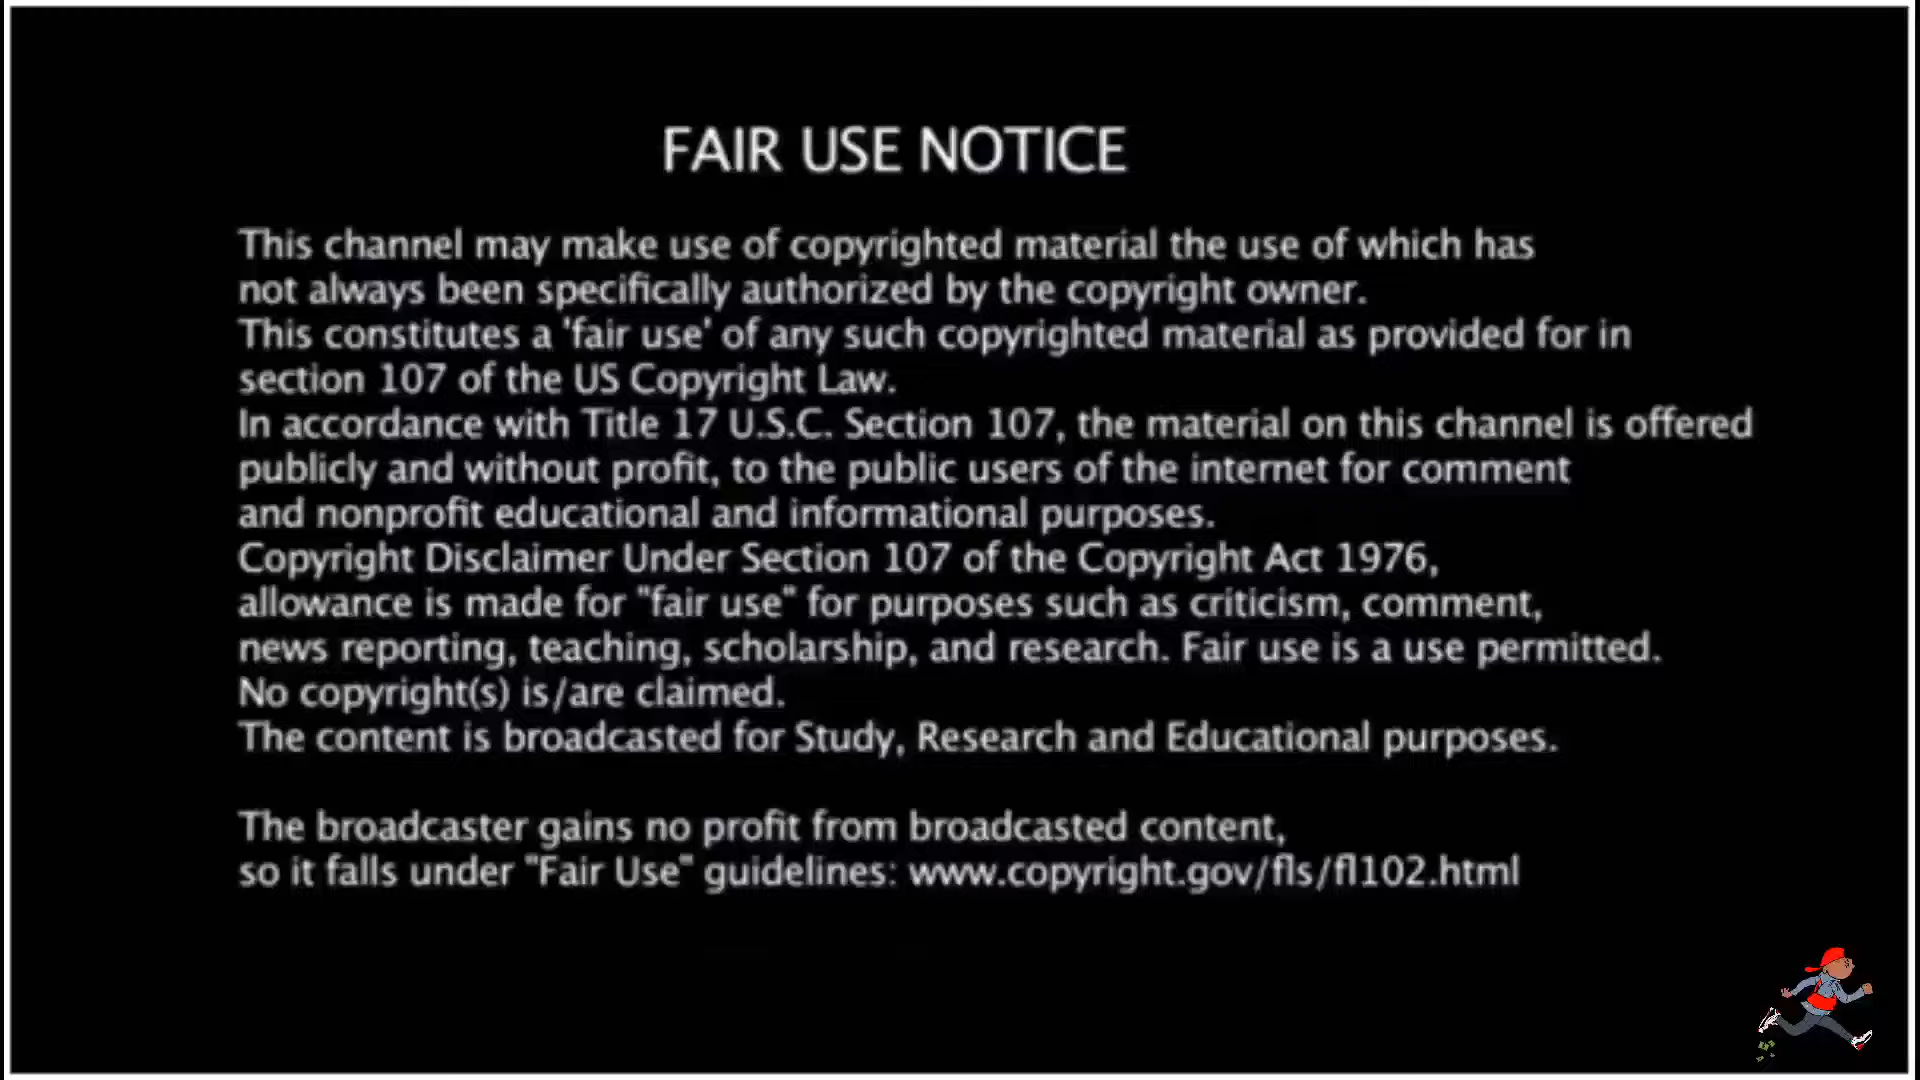 FAIR USE NOTICE
This channel may make use of copyrighted material the use of which has
not always been specifically authorized by the copyright owner.
This constitutes a 'fair use' of any such copyrighted material as provided for in
section 107 of the US Copyright Law.
In accordance with Title 17 U.S.C. Section 107, the material on this channel is offered
publicly and without profit, to the public users of the internet for comment
and nonprofit educational and informational purposes.
Copyright Disclaimer Under Section 107 of the Copyright Act 1976,
allowance is made for "fair use" for purposes such as criticism, comment,
news reporting, teaching, scholarship, and research. Fair use is a use permitted.
No copyright(s) is/are claimed.
The content is broadcasted for Study, Research and Educational purposes.
The broadcaster gains no profit from broadcasted content,
so it falls under "Fair Use" guidelines: www.copyright.gov/fls/fl102.html